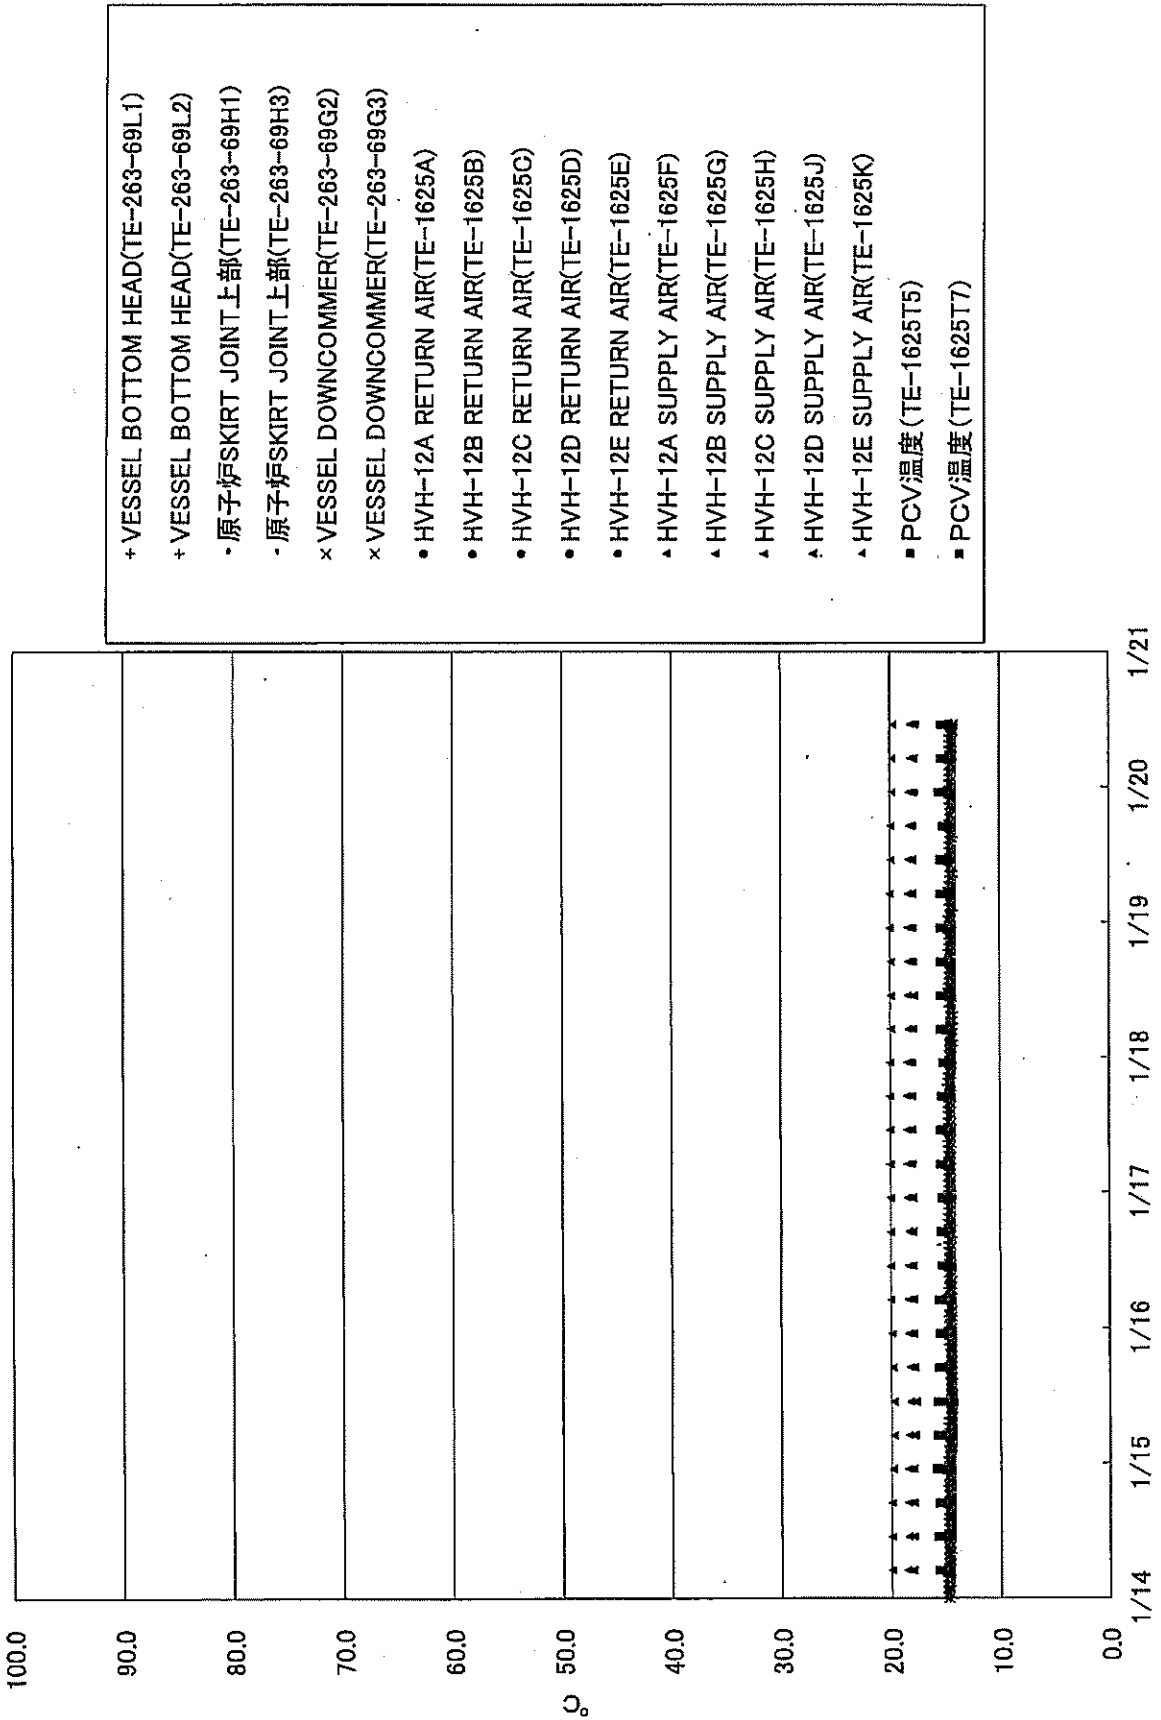 100.0
90.0
80.0
70.0
60.0
50.0
40.0
30.0
20.0
10.0
0.0
℃
1/14
1/15
1/16
1/17
1/18
1/19
1/20
1/21
+ VESSEL BOTTOM HEAD(TE-263-69L1)
+ VESSEL BOTTOM HEAD(TE-263-69L2)
- 原子炉SKIRT JOINT上部(TE-263-69H1)
- 原子炉SKIRT JOINT上部(TE-263-69H3)
× VESSEL DOWNCOMMER(TE-263-69G2)
× VESSEL DOWNCOMMER(TE-263-69G3)
● HVH-12A RETURN AIR(TE-1625A)
● HVH-12B RETURN AIR(TE-1625B)
● HVH-12C RETURN AIR(TE-1625C)
● HVH-12D RETURN AIR(TE-1625D)
● HVH-12E RETURN AIR(TE-1625E)
▲ HVH-12A SUPPLY AIR(TE-1625F)
▲ HVH-12B SUPPLY AIR(TE-1625G)
▲ HVH-12C SUPPLY AIR(TE-1625H)
▲ HVH-12D SUPPLY AIR(TE-1625J)
▲ HVH-12E SUPPLY AIR(TE-1625K)
■ PCV温度(TE-1625T5)
■ PCV温度(TE-1625T7)